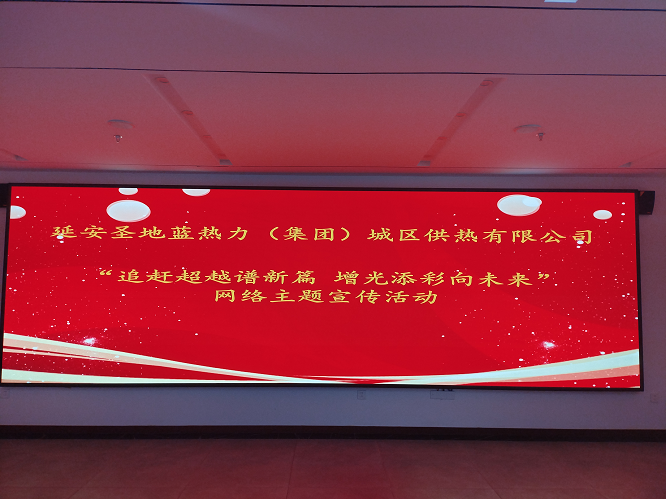 延安圣地蓝热力（集团）城区供热有限公司
“追赶超越谱新篇 增光添彩向未来”
网络主题宣传活动